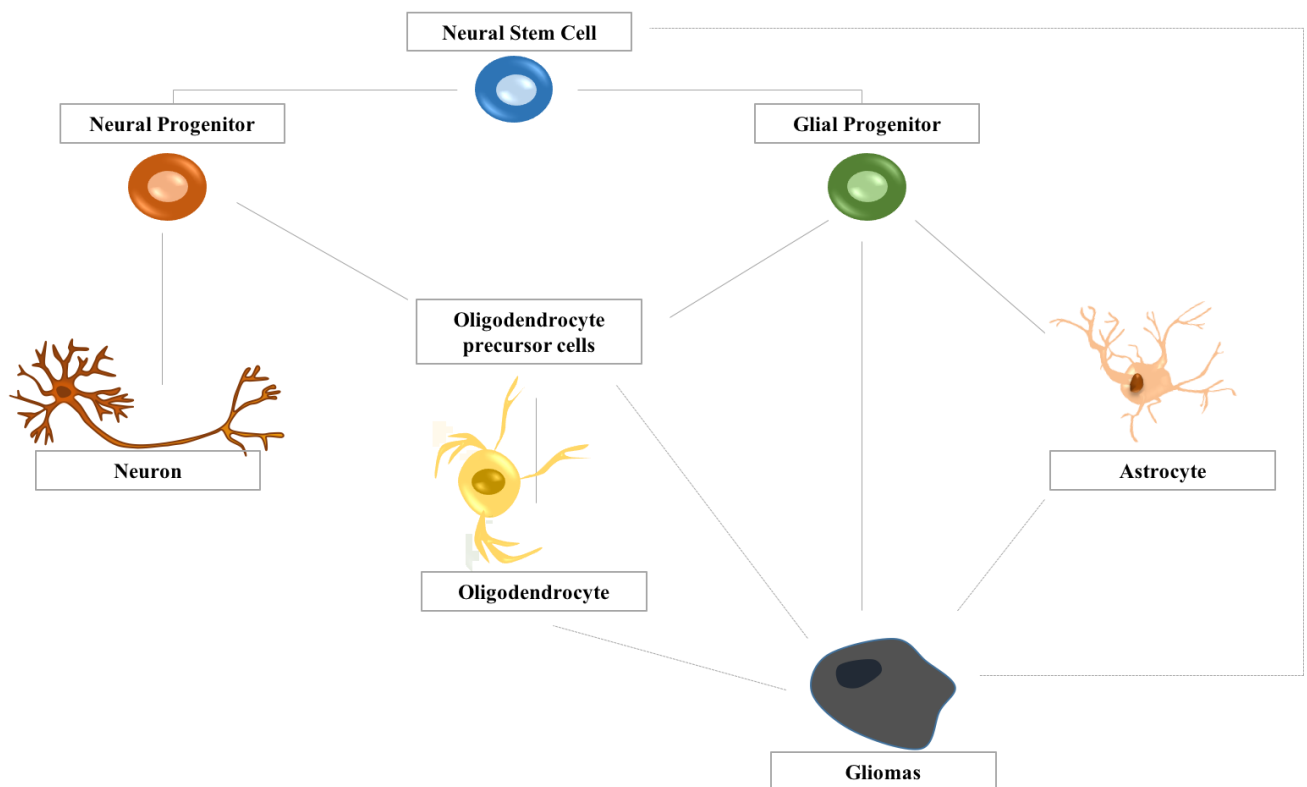 Neural Stem Cell
Neural Progenitor
Glial Progenitor
Oligodendrocyte
precursor cells
Neuron
Astrocyte
Oligodendrocyte
Gliomas